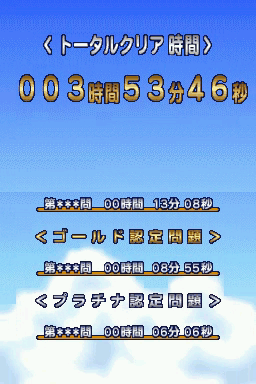 〈トータルクリア時間〉
003時間53分46秒
第***問 00時間 13分 08秒
<ゴールド認定問題>
第***問 00時間 08分 55秒
<プラチナ認定問題>
第***問 00時間 06分 06秒